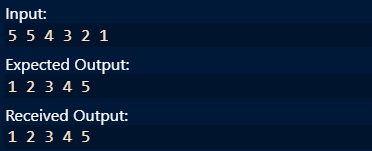 Input:
5 5 4 3 2 1
Expected Output:
1 2 3 4 5
Received Output:
1 2 3 4 5